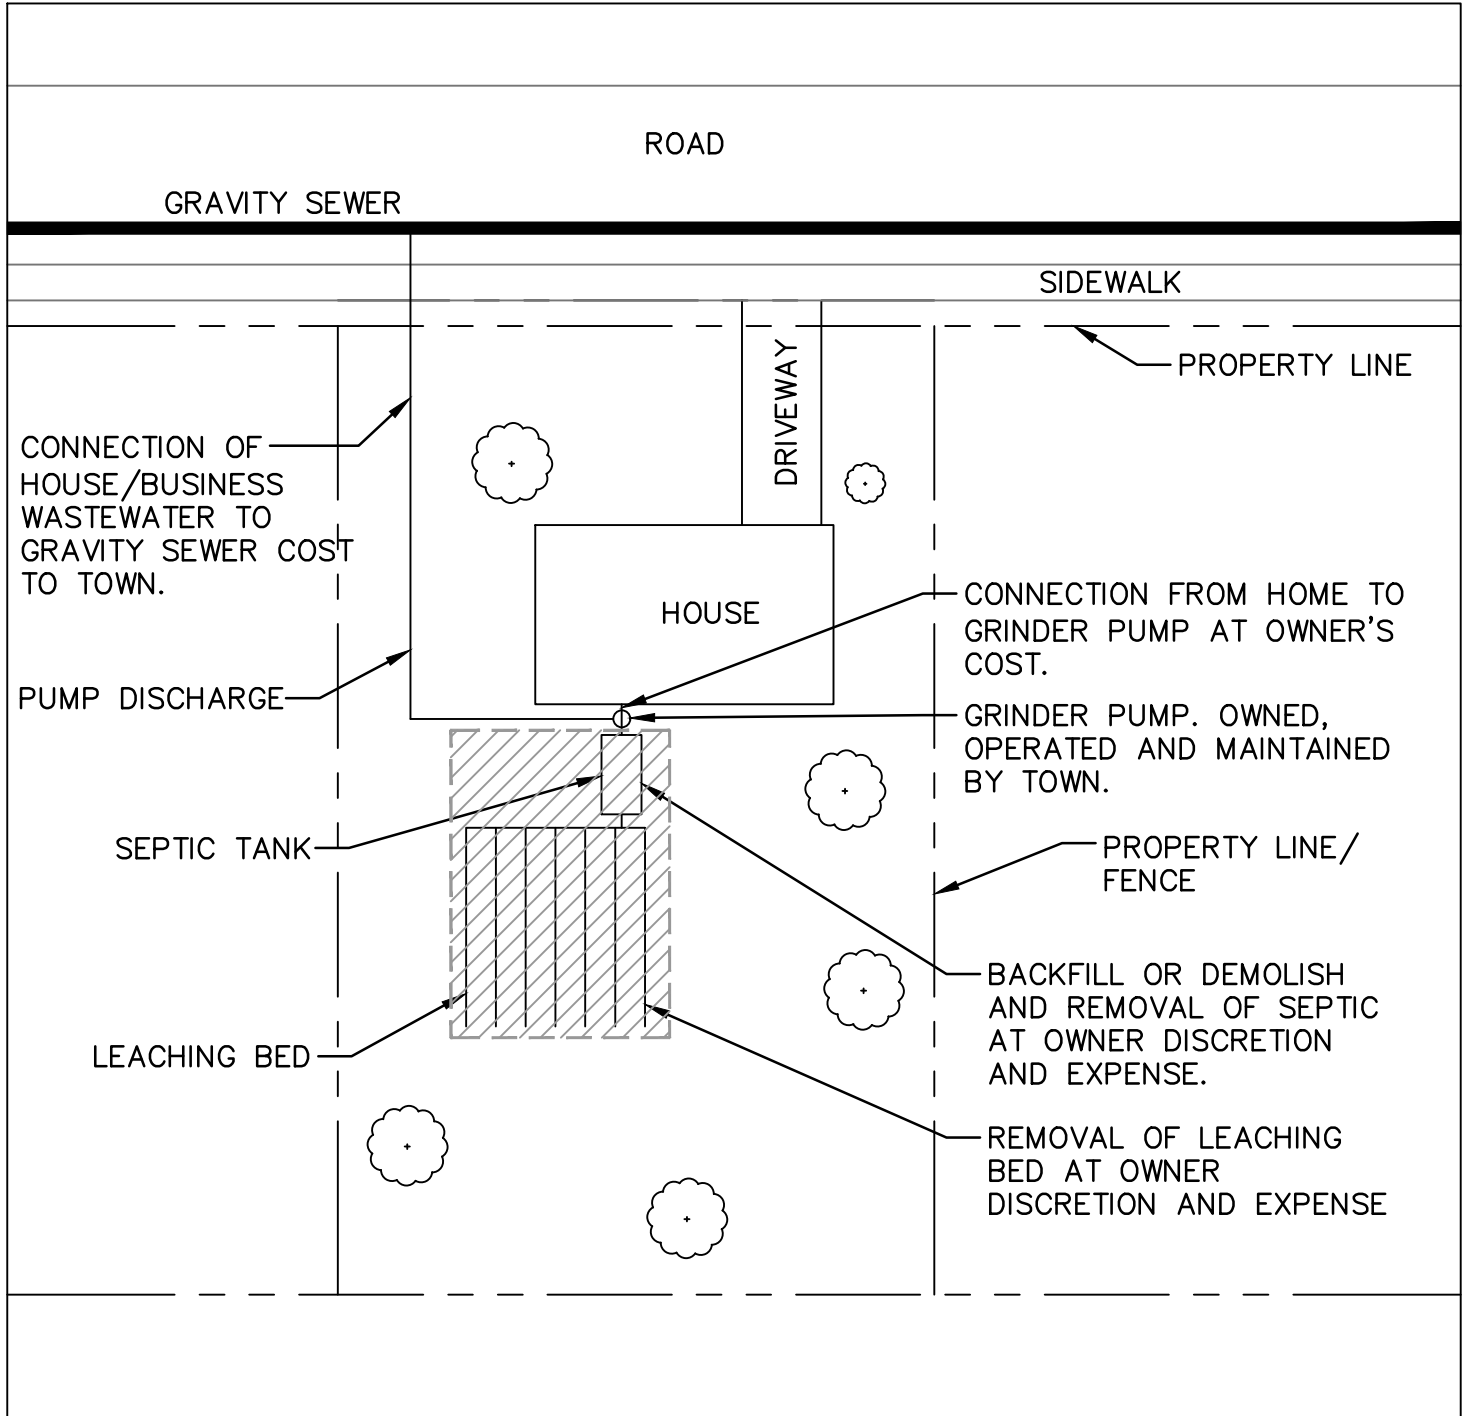 ROAD
GRAVITY SEWER
SIDEWALK
PROPERTY LINE
DRIVEWAY
CONNECTION OF
HOUSE/BUSINESS
WASTEWATER TO
GRAVITY SEWER COST
TO TOWN.
HOUSE
CONNECTION FROM HOME TO
GRINDER PUMP AT OWNER'S
COST.
PUMP DISCHARGE
GRINDER PUMP. OWNED,
OPERATED AND MAINTAINED
BY TOWN.
SEPTIC TANK
PROPERTY LINE/
FENCE
BACKFILL OR DEMOLISH
AND REMOVAL OF SEPTIC
AT OWNER DISCRETION
AND EXPENSE.
LEACHING BED
REMOVAL OF LEACHING
BED AT OWNER
DISCRETION AND EXPENSE